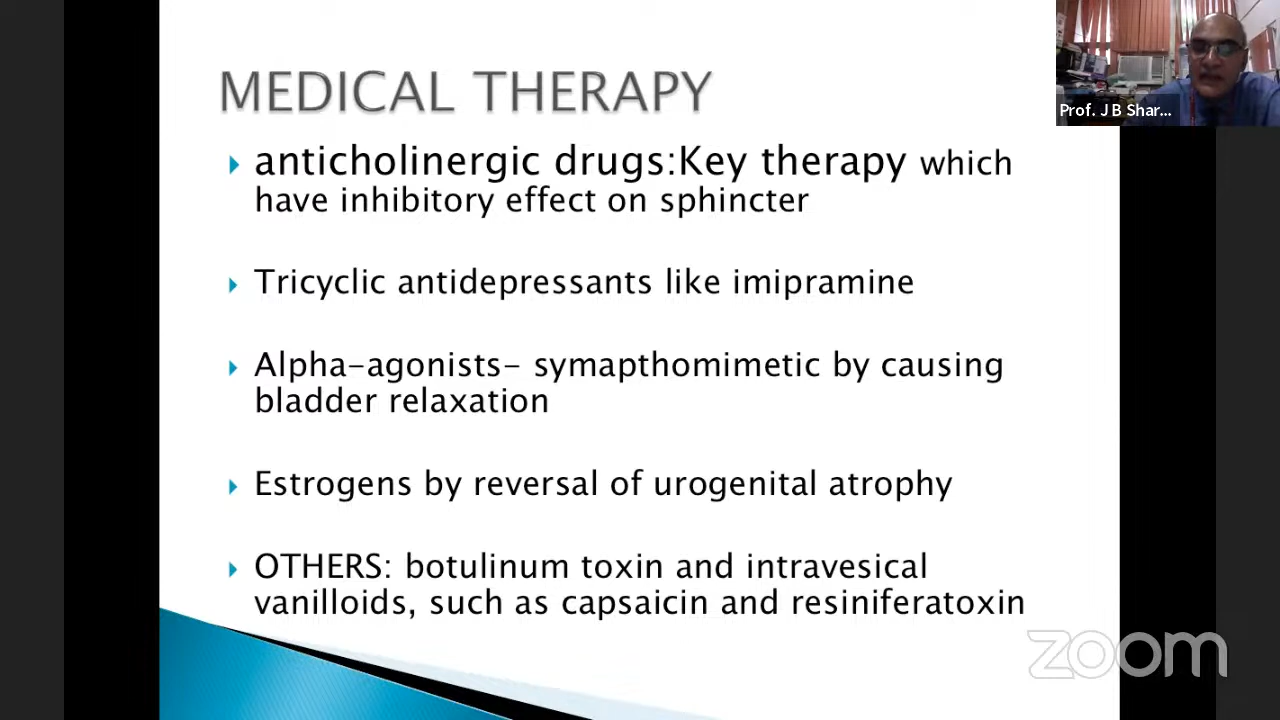 MEDICAL THERAPY
anticholinergic drugs:Key therapy which
have inhibitory effect on sphincter
Tricyclic antidepressants like imipramine
Alpha-agonists- symapthomimetic by causing
bladder relaxation
Estrogens by reversal of urogenital atrophy
OTHERS: botulinum toxin and intravesical
vanilloids, such as capsaicin and resiniferatoxin
Prof. J B Shar...
zoom